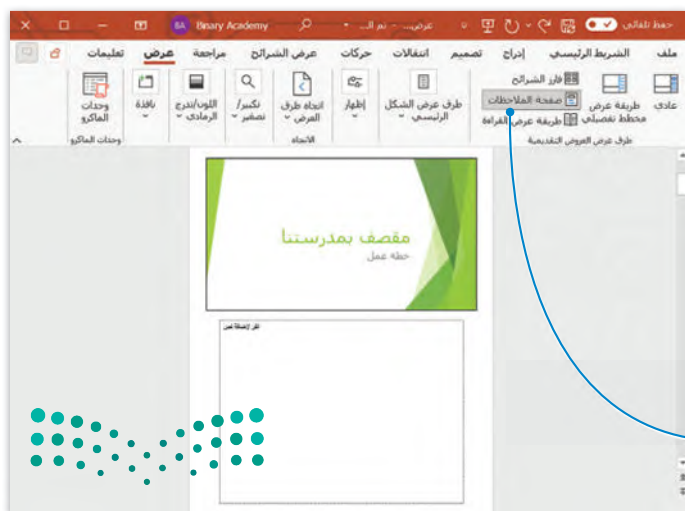 حفظ تلقائي
عرض... - تم ال...
Binary Academy
BA
ملف
الشريط الرئيسي
إدراج
تصميم
انتقالات
حركات
عرض الشرائح
مراجعة
عرض
تعليمات
عادي
طريقة عرض مخطط تفصيلي
فارز الشرائح
صفحة الملاحظات
طريقة عرض القراءة
طرق عرض العروض التقديمية
طرق عرض الشكل الرئيسي
إظهار
اتجاه طرق العرض
الاتجاه
تكبير/تصغير
اللون/تدرج الرمادي
نافذة
وحدات الماكرو
وحدات الماكرو
مقصف بمدرستنا
خطة عمل
انقر لإضافة نص